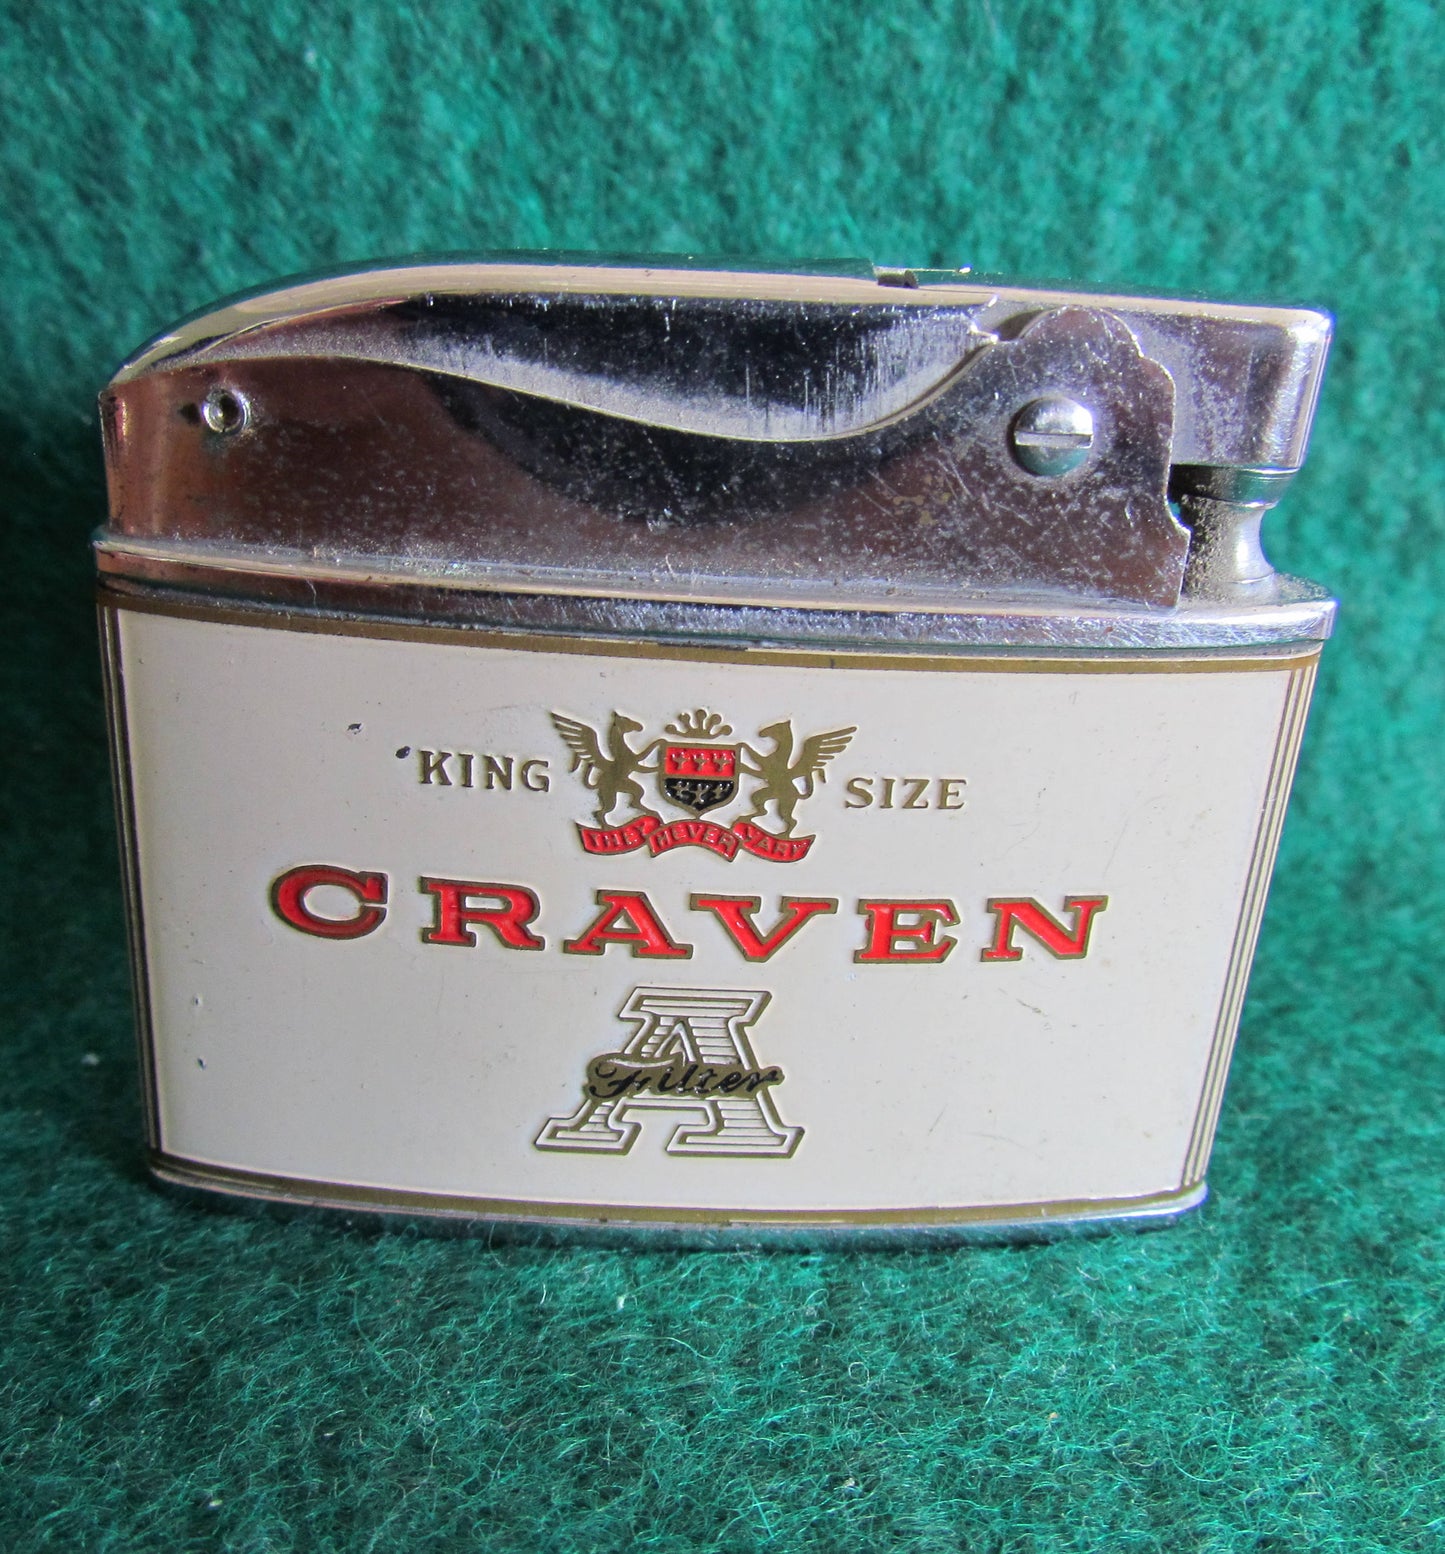 KING SIZE
THEY NEVER VARY
CRAVEN
A
Filter